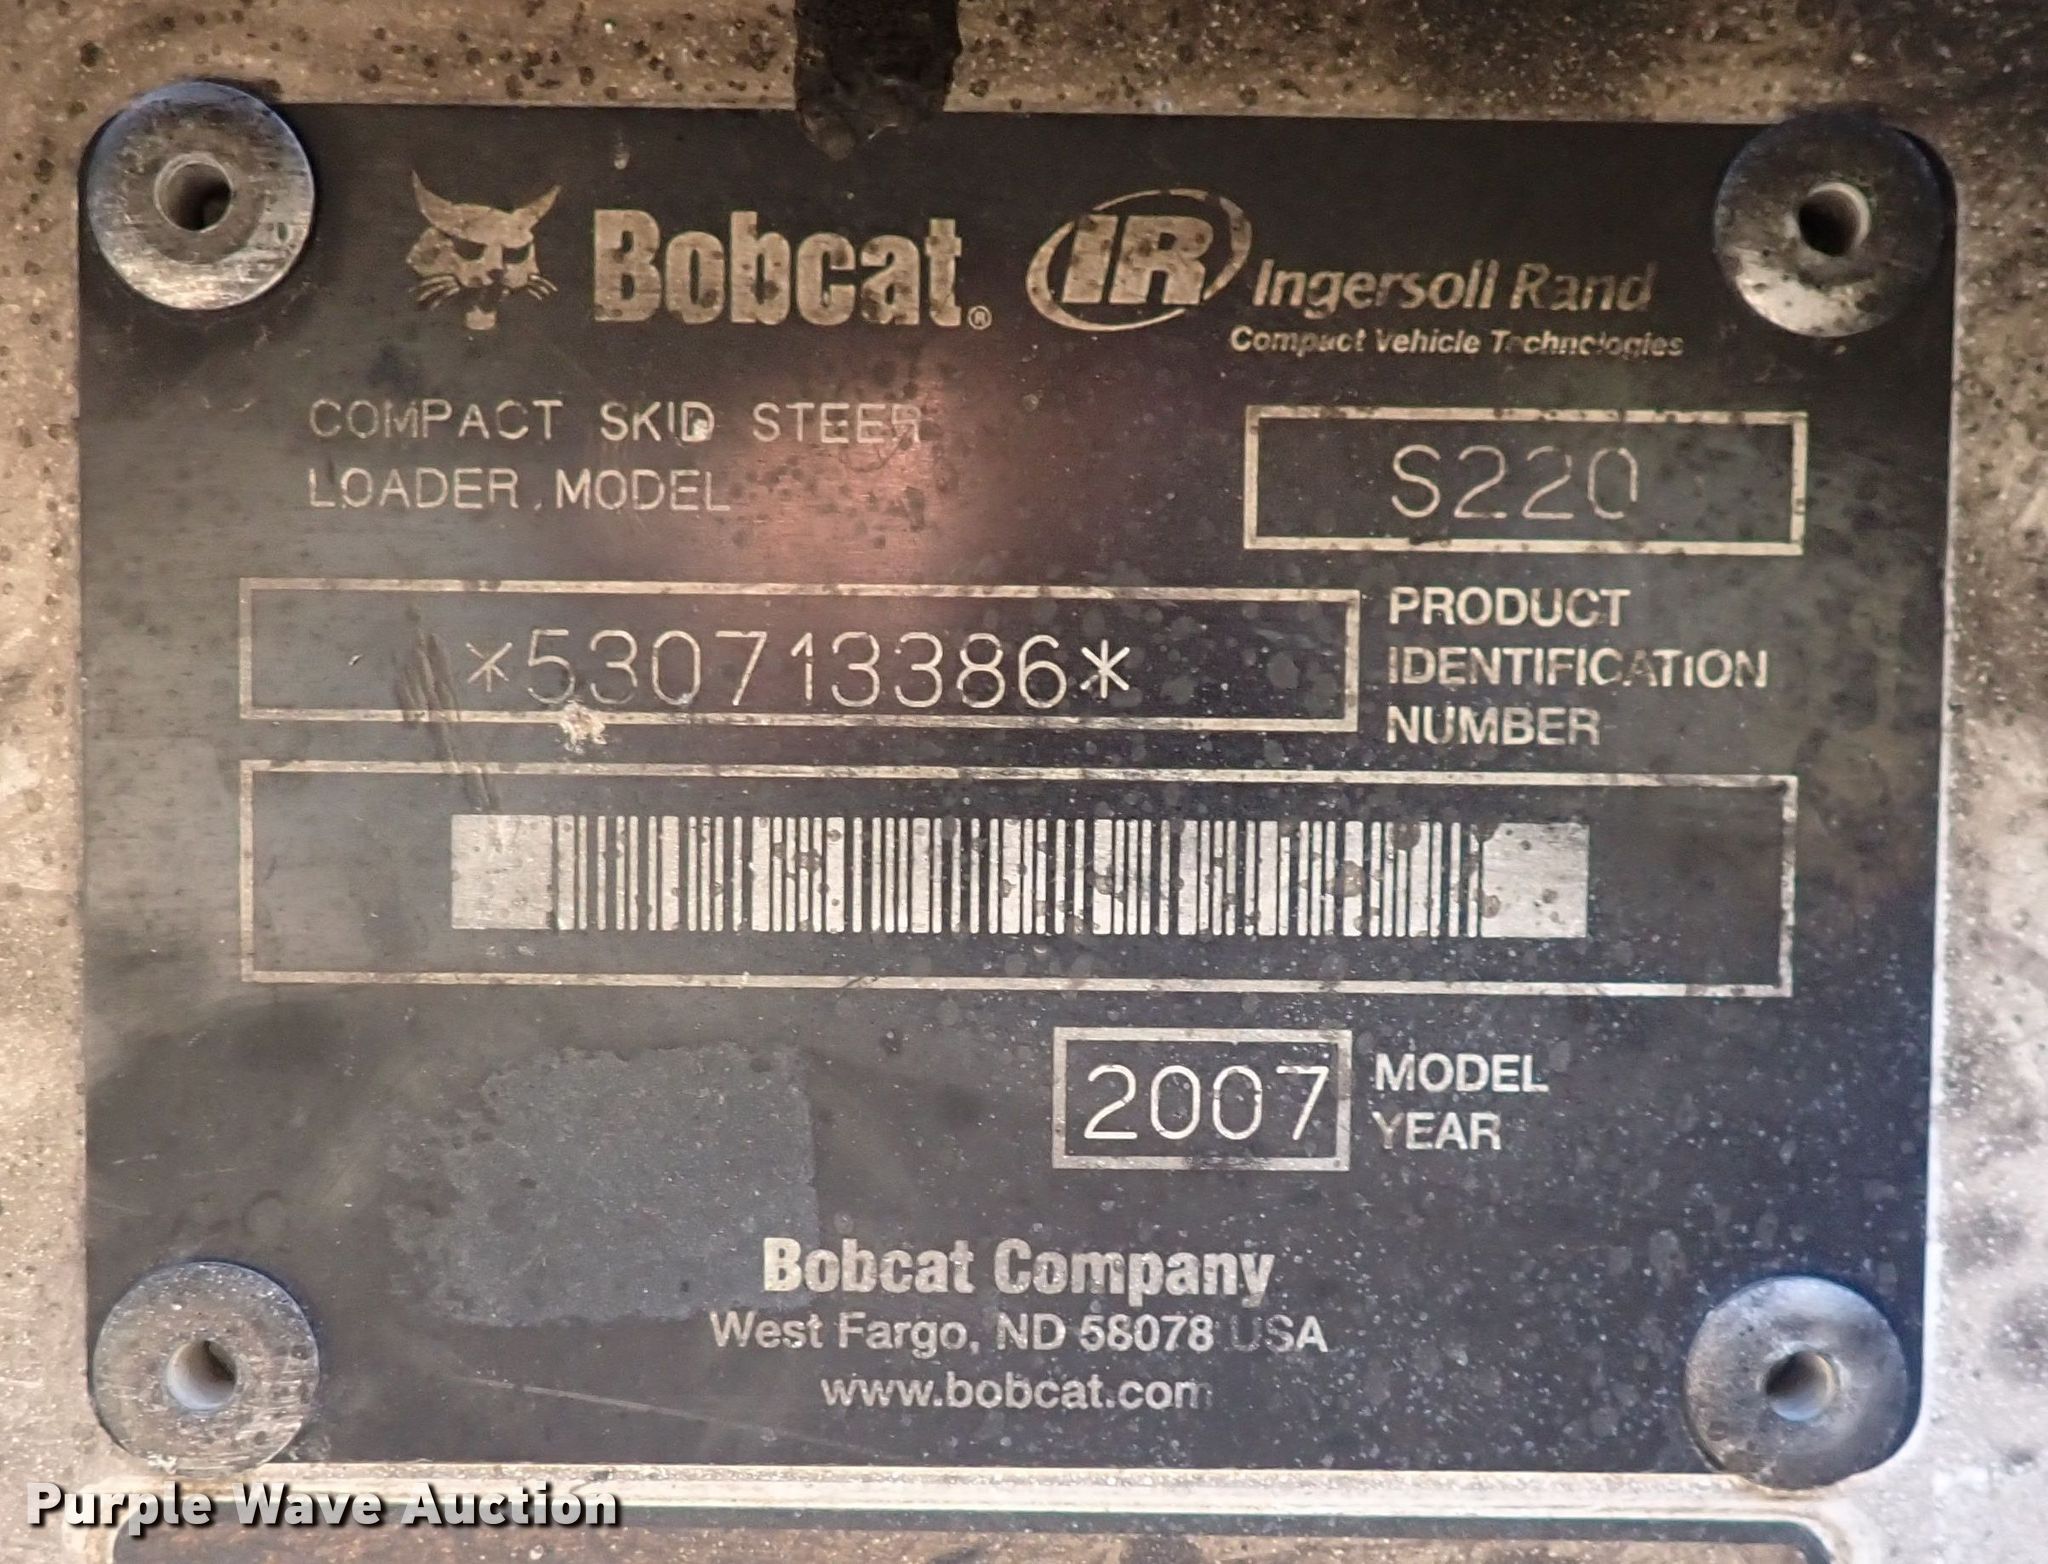 Bobcat® IR Ingersoll Rand
Compact Vehicle Technologies
COMPACT SKID STEER
LOADER, MODEL
S220
*530713386*
PRODUCT
IDENTIFICATION
NUMBER
2007
MODEL
YEAR
Bobcat Company
West Fargo, ND 58078 USA
www.bobcat.com
Purple Wave Auction